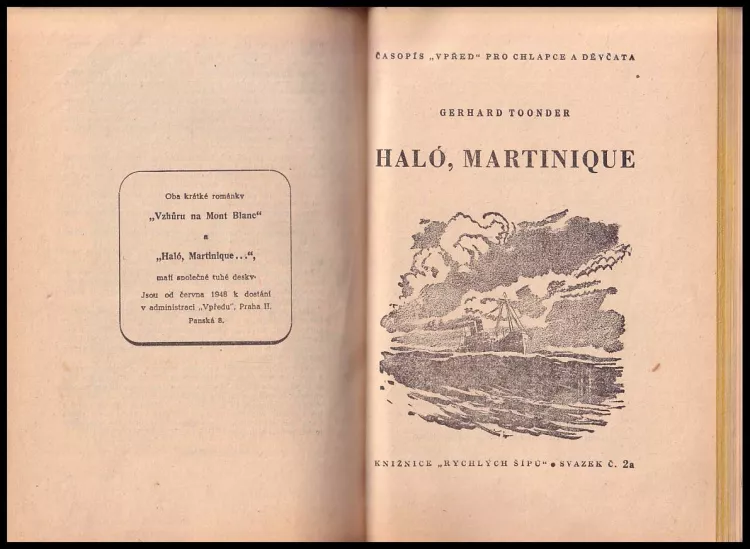 Oba krátké románky
„Vzhůru na Mont Blanc“
a
„Haló, Martinique...“,
mají společné tuhé desky.
Jsou od června 1948 k dostání
v administraci „Vpředu“, Praha II.
Panská 8.
ČASOPIS „VPŘED“ PRO CHLAPCE A DĚVČATA
GERHARD TOONDER
HALÓ, MARTINIQUE
KNIŽNICE „RYCHLÝCH ŠÍPŮ“ ● SVAZEK Č. 2a